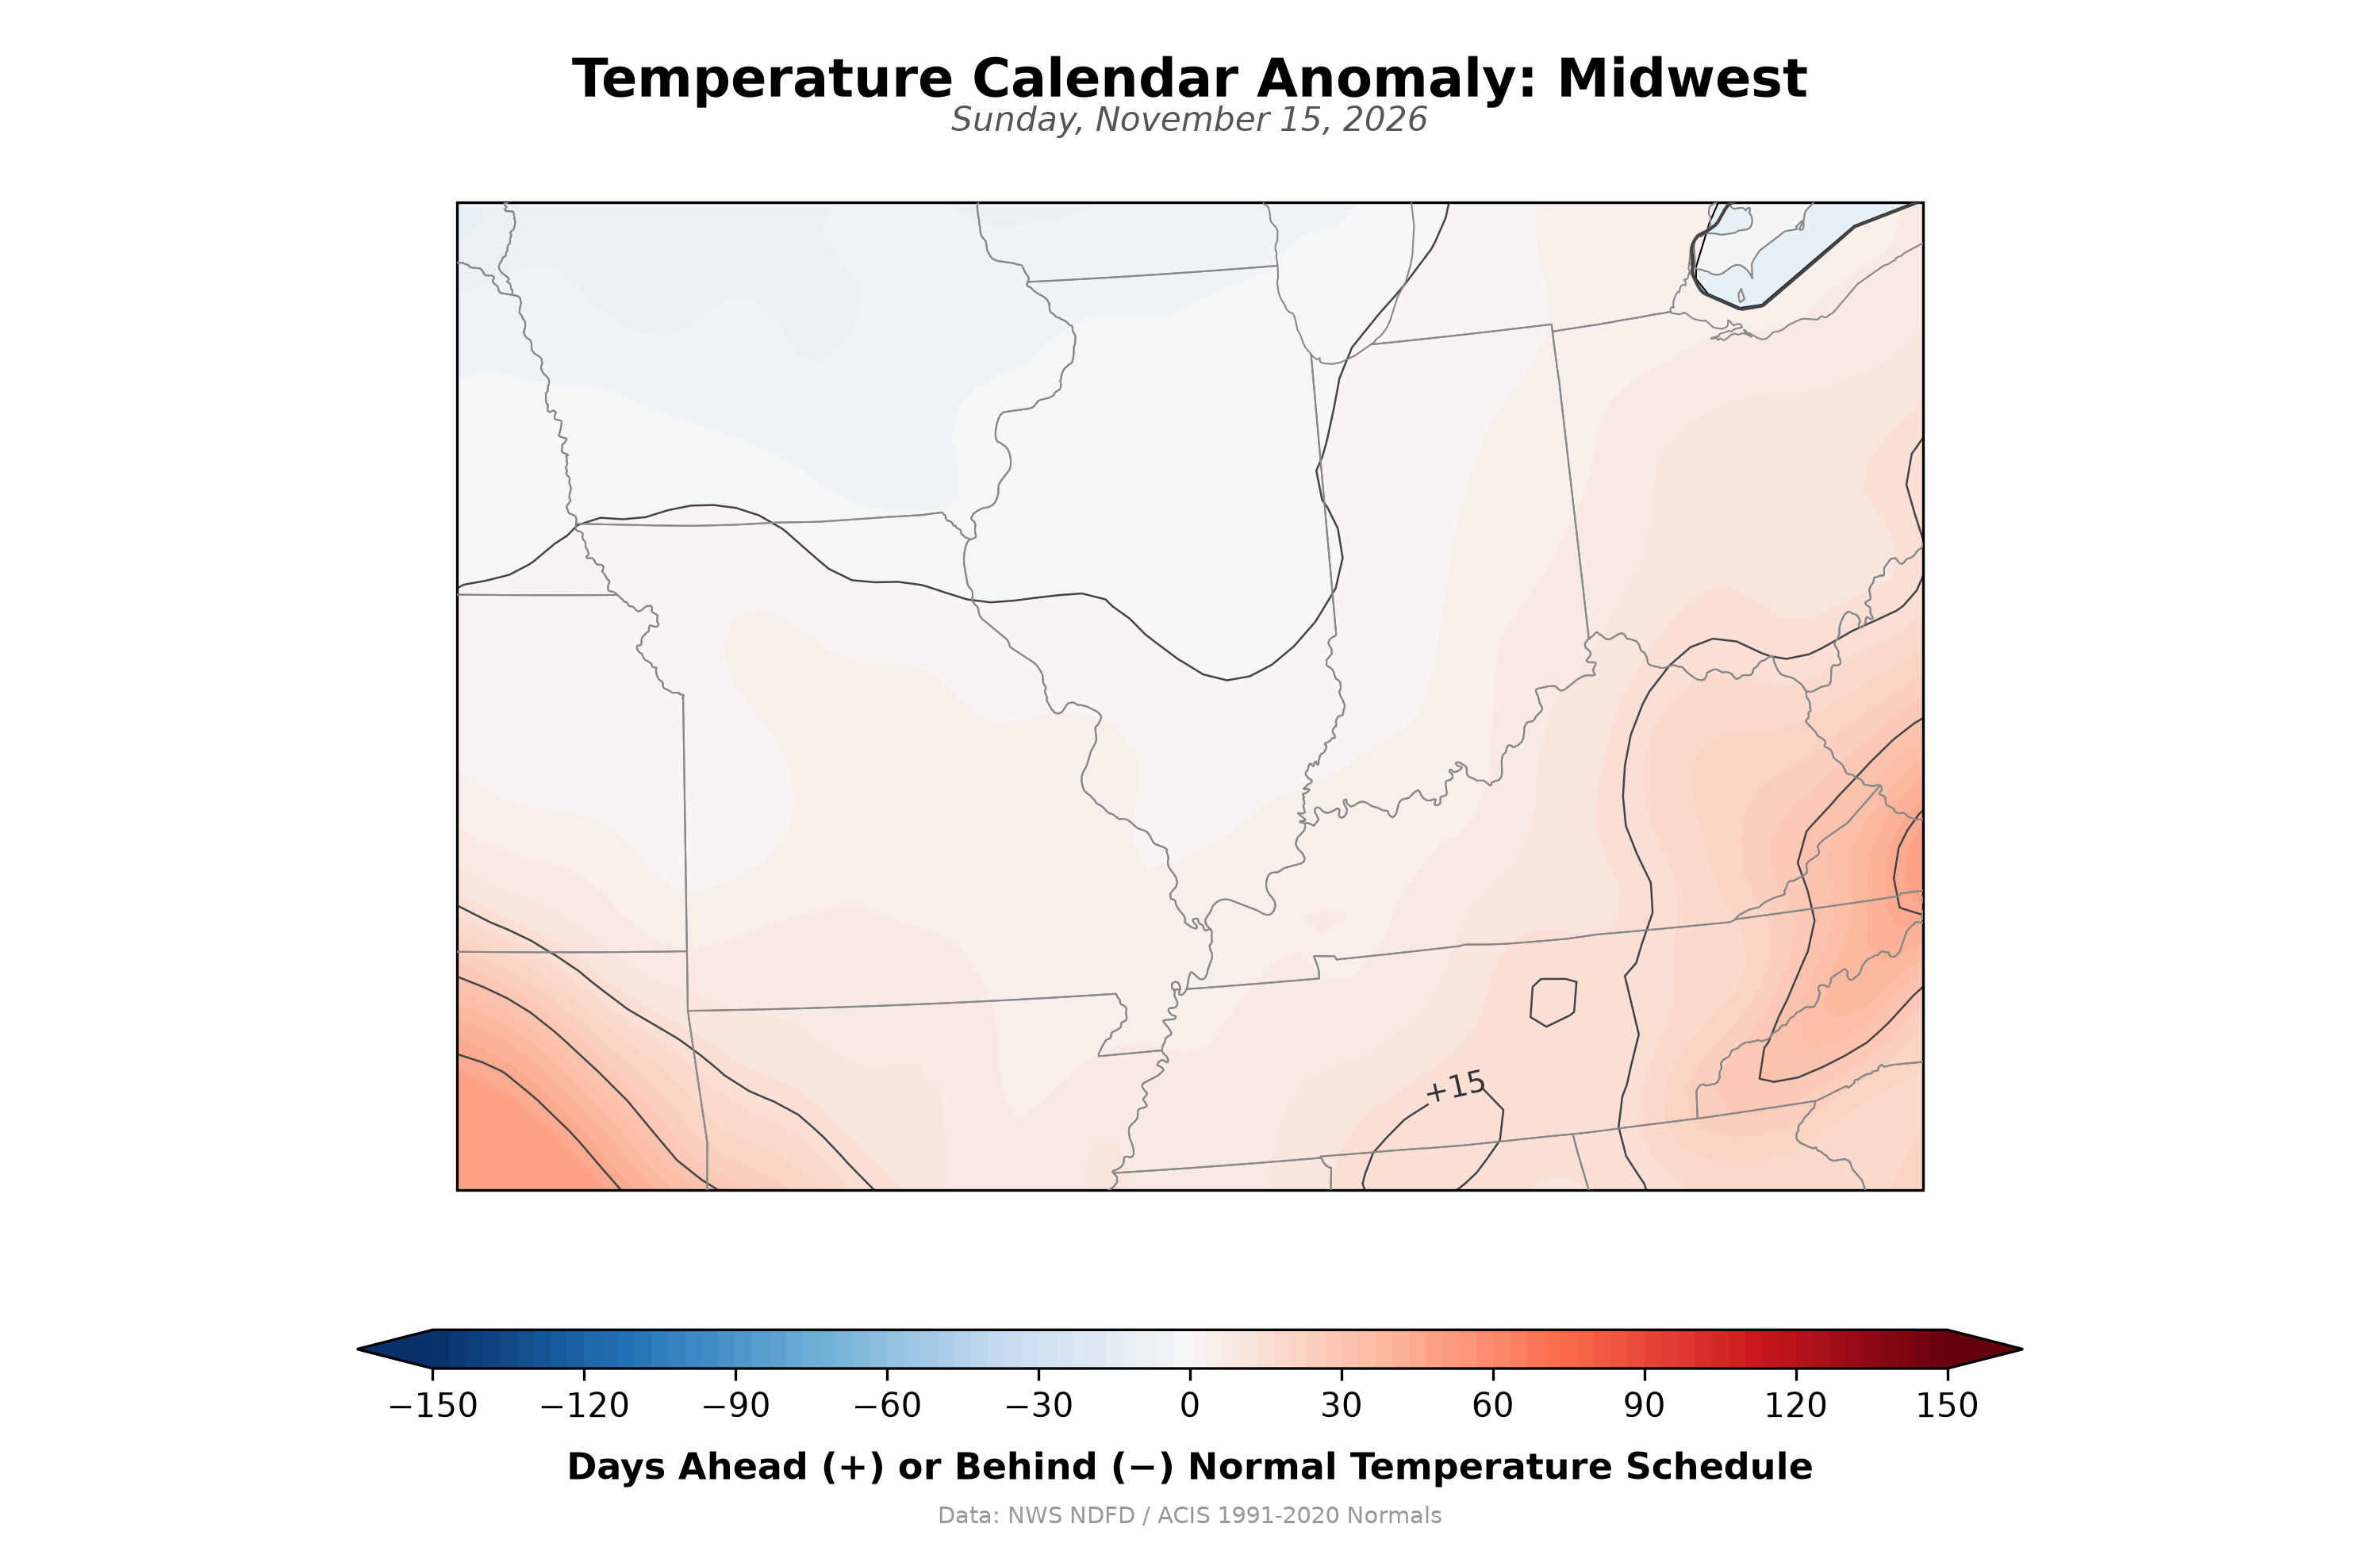 Temperature Calendar Anomaly: Midwest
Sunday, November 15, 2026
+15
−150 −120 −90 −60 −30 0 30 60 90 120 150
Days Ahead (+) or Behind (−) Normal Temperature Schedule
Data: NWS NDFD / ACIS 1991-2020 Normals